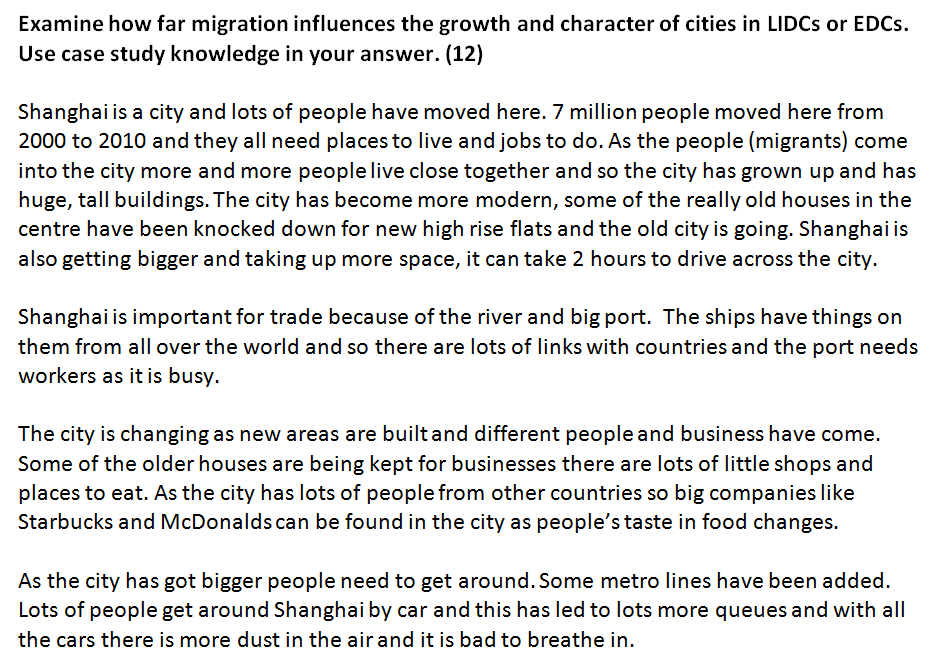 Examine how far migration influences the growth and character of cities in LIDCs or EDCs.
Use case study knowledge in your answer. (12)
Shanghai is a city and lots of people have moved here. 7 million people moved here from
2000 to 2010 and they all need places to live and jobs to do. As the people (migrants) come
into the city more and more people live close together and so the city has grown up and has
huge, tall buildings. The city has become more modern, some of the really old houses in the
centre have been knocked down for new high rise flats and the old city is going. Shanghai is
also getting bigger and taking up more space, it can take 2 hours to drive across the city.
Shanghai is important for trade because of the river and big port. The ships have things on
them from all over the world and so there are lots of links with countries and the port needs
workers as it is busy.
The city is changing as new areas are built and different people and business have come.
Some of the older houses are being kept for businesses there are lots of little shops and
places to eat. As the city has lots of people from other countries so big companies like
Starbucks and McDonalds can be found in the city as people's taste in food changes.
As the city has got bigger people need to get around. Some metro lines have been added.
Lots of people get around Shanghai by car and this has led to lots more queues and with all
the cars there is more dust in the air and it is bad to breathe in.